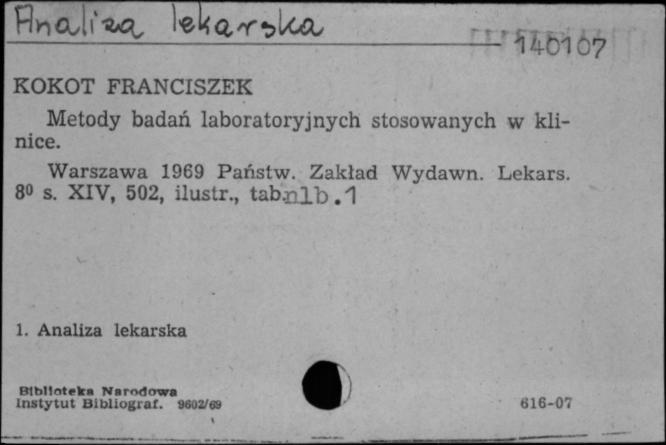 Analiza lekarska
140107
KOKOT FRANCISZEK
Metody badań laboratoryjnych stosowanych w kli-
nice.
Warszawa 1969 Państw. Zakład Wydawn. Lekars.
8⁰ s. XIV, 502, ilustr., tab.nlb.1
1. Analiza lekarska
Biblioteka Narodowa
Instytut Bibliograf. 9602/69
616-07